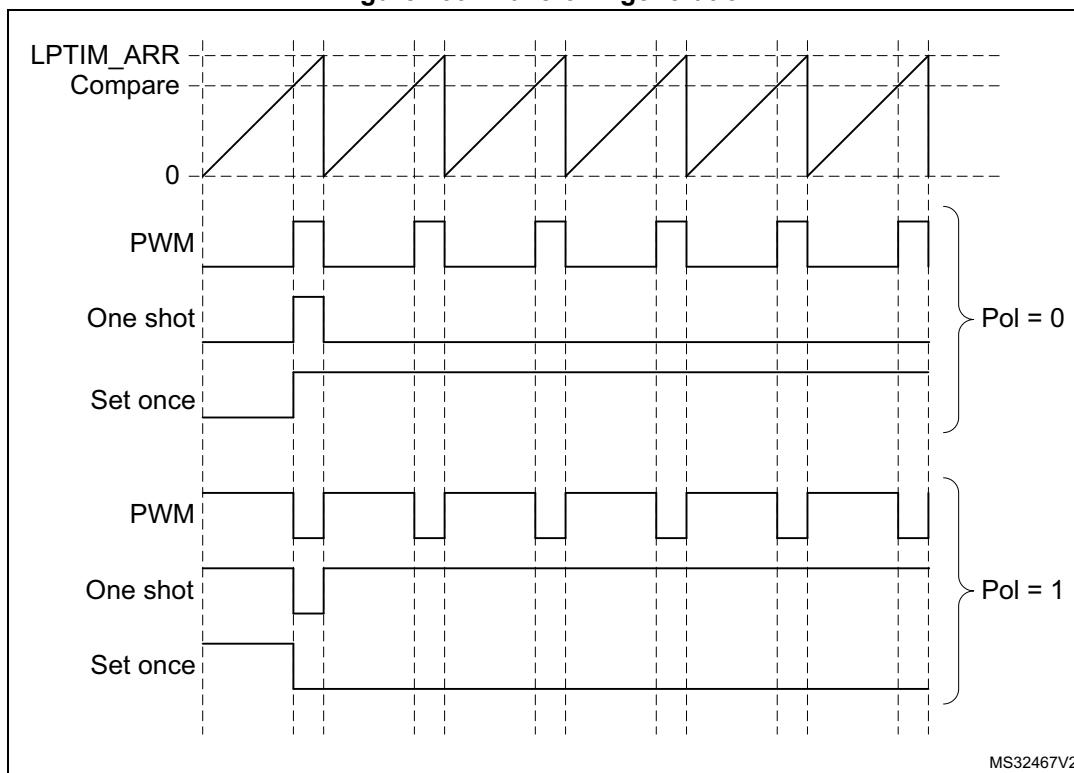 LPTIM_ARR
Compare
0
PWM
One shot
Pol = 0
Set once
PWM
One shot
Pol = 1
Set once
MS32467V2